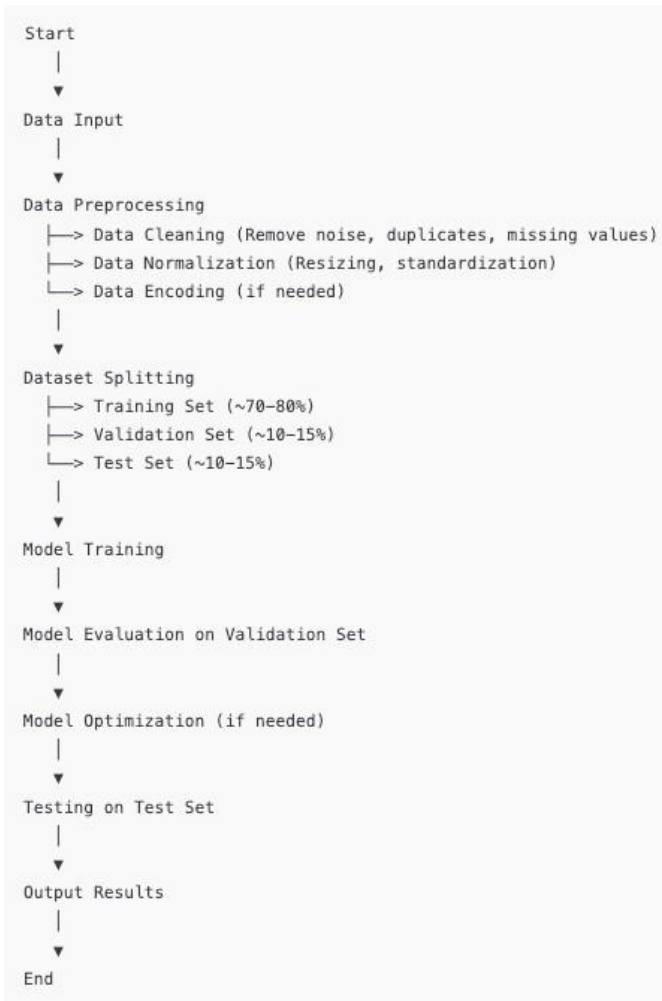 Start
│
▼
Data Input
│
▼
Data Preprocessing
├──> Data Cleaning (Remove noise, duplicates, missing values)
├──> Data Normalization (Resizing, standardization)
└──> Data Encoding (if needed)
│
▼
Dataset Splitting
├──> Training Set (~70–80%)
├──> Validation Set (~10–15%)
└──> Test Set (~10–15%)
│
▼
Model Training
│
▼
Model Evaluation on Validation Set
│
▼
Model Optimization (if needed)
│
▼
Testing on Test Set
│
▼
Output Results
│
▼
End